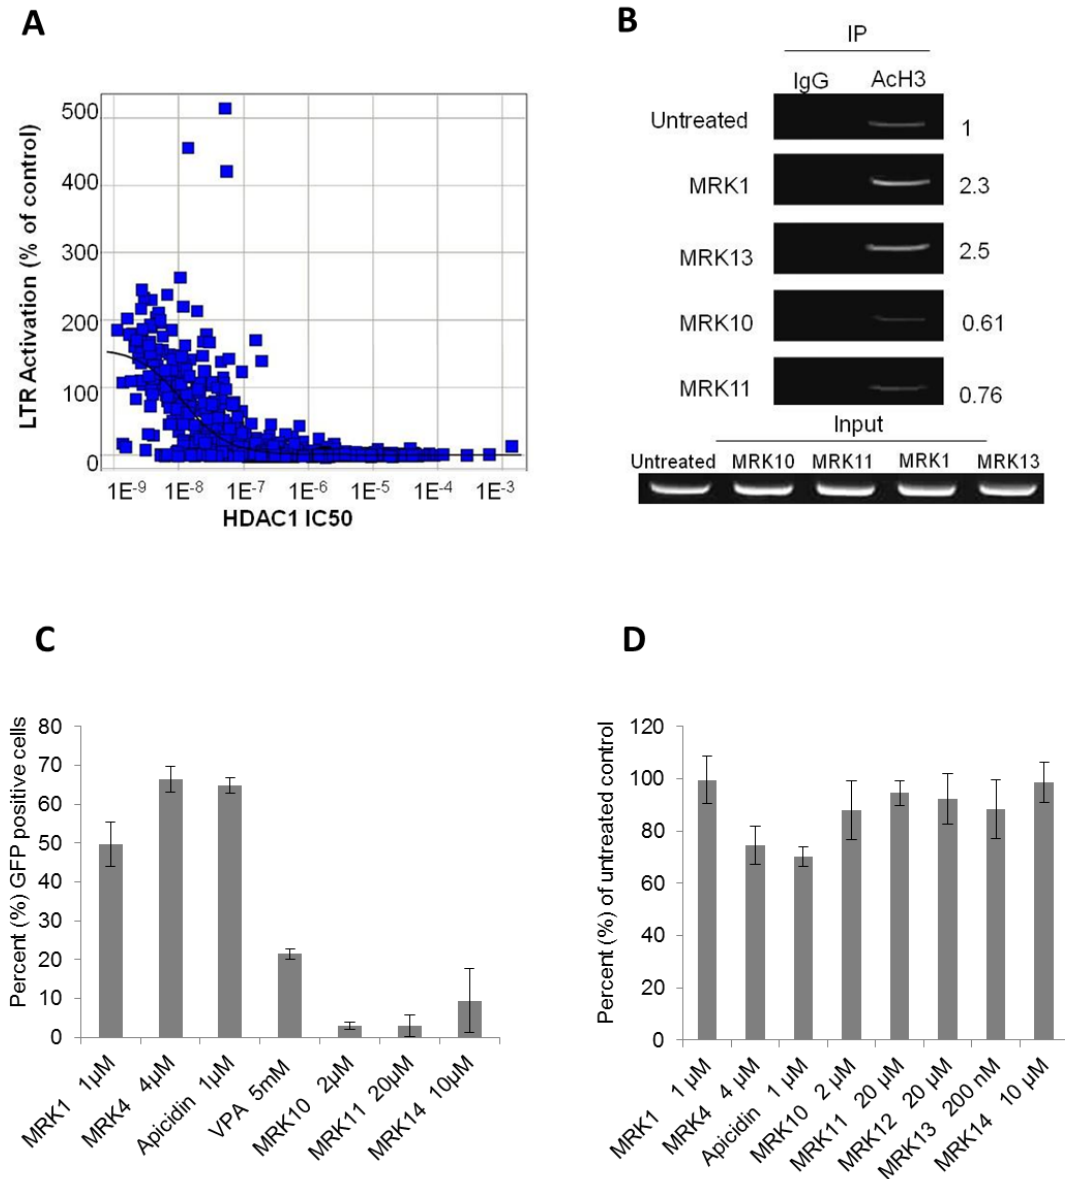 A
LTR Activation (% of control)
500
400
300
200
100
0
1E-9 1E-8 1E-7 1E-6 1E-5 1E-4 1E-3
HDAC1 IC50
B
IP
IgG AcH3
Untreated 1
MRK1 2.3
MRK13 2.5
MRK10 0.61
MRK11 0.76
Input
Untreated MRK10 MRK11 MRK1 MRK13
C
Percent (%) GFP positive cells
80
70
60
50
40
30
20
10
0
MRK1 1µM
MRK4 4µM
Apicidin 1µM
VPA 5mM
MRK10 2µM
MRK11 20µM
MRK14 10µM
D
Percent (%) of untreated control
120
100
80
60
40
20
0
MRK1 1 µM
MRK4 4 µM
Apicidin 1 µM
MRK10 2 µM
MRK11 20 µM
MRK12 20 µM
MRK13 200 nM
MRK14 10 µM